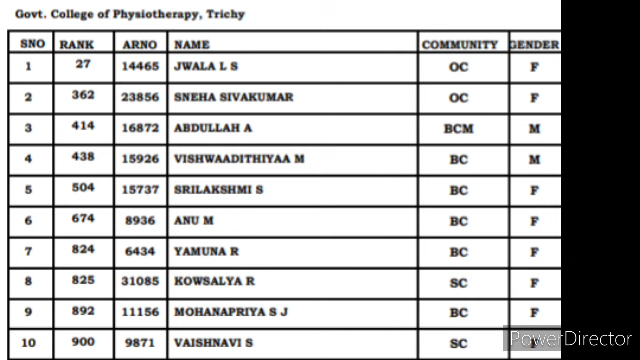 Govt. College of Physiotherapy, Trichy
SNO RANK ARNO NAME COMMUNITY GENDER
1 27 14465 JWALA L S OC F
2 362 23856 SNEHA SIVAKUMAR OC F
3 414 16872 ABDULLAH A BCM M
4 438 15926 VISHWAADITHIYAA M BC M
5 504 15737 SRILAKSHMI S BC F
6 674 8936 ANU M BC F
7 824 6434 YAMUNA R BC F
8 825 31085 KOWSALYA R SC F
9 892 11156 MOHANAPRIYA S J BC F
10 900 9871 VAISHNAVI S SC
PowerDirector